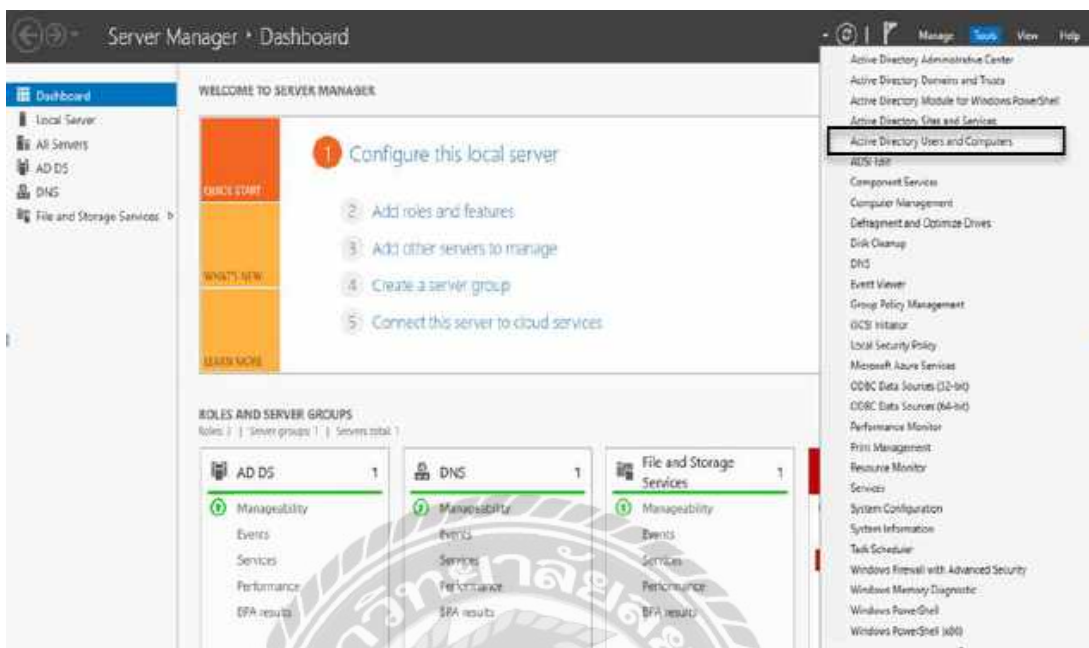 Server Manager • Dashboard
Manage Tools View Help
Dashboard
Local Server
All Servers
AD DS
DNS
File and Storage Services
WELCOME TO SERVER MANAGER
QUICK START
WHAT'S NEW
LEARN MORE
1 Configure this local server
2 Add roles and features
3 Add other servers to manage
4 Create a server group
5 Connect this server to cloud services
ROLES AND SERVER GROUPS
Roles: 3 | Server groups: 1 | Servers total: 1
AD DS 1
Manageability
Events
Services
Performance
BPA results
DNS 1
Manageability
Events
Services
Performance
BPA results
File and Storage Services 1
Manageability
Events
Services
Performance
BPA results
Active Directory Administrative Center
Active Directory Domains and Trusts
Active Directory Module for Windows PowerShell
Active Directory Sites and Services
Active Directory Users and Computers
ADSI Edit
Component Services
Computer Management
Defragment and Optimize Drives
Disk Cleanup
DNS
Event Viewer
Group Policy Management
iSCSI Initiator
Local Security Policy
Microsoft Azure Services
ODBC Data Sources (32-bit)
ODBC Data Sources (64-bit)
Performance Monitor
Print Management
Resource Monitor
Services
System Configuration
System Information
Task Scheduler
Windows Firewall with Advanced Security
Windows Memory Diagnostic
Windows PowerShell
Windows PowerShell (x86)